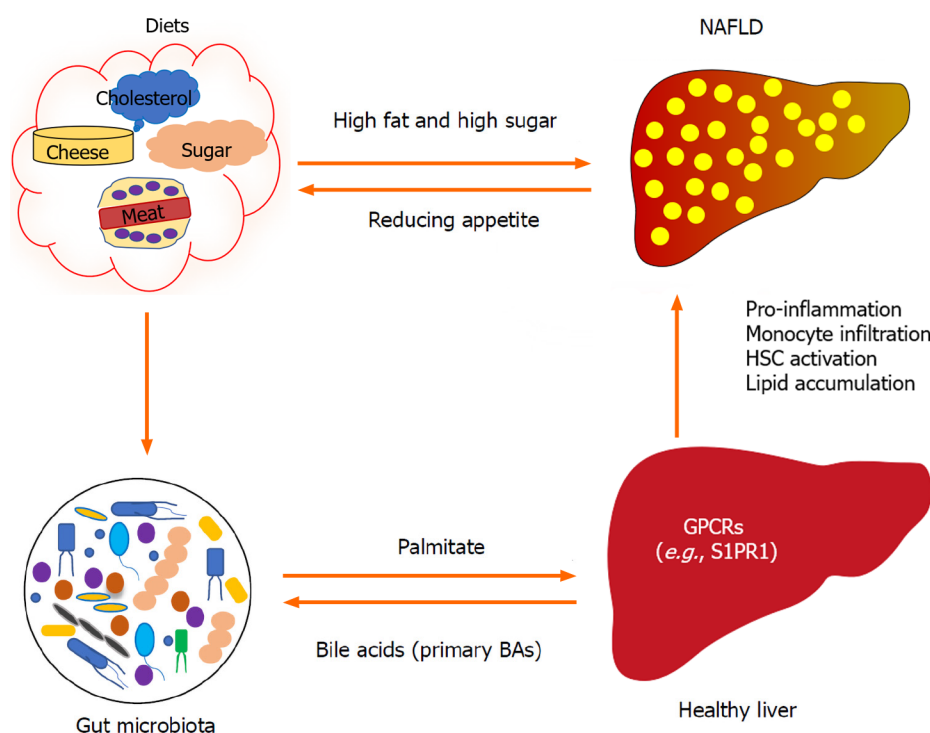 Diets
NAFLD
Cholesterol
Cheese
Sugar
Meat
High fat and high sugar
Reducing appetite
Pro-inflammation
Monocyte infiltration
HSC activation
Lipid accumulation
GPCRs
(e.g., S1PR1)
Palmitate
Bile acids (primary BAs)
Gut microbiota
Healthy liver